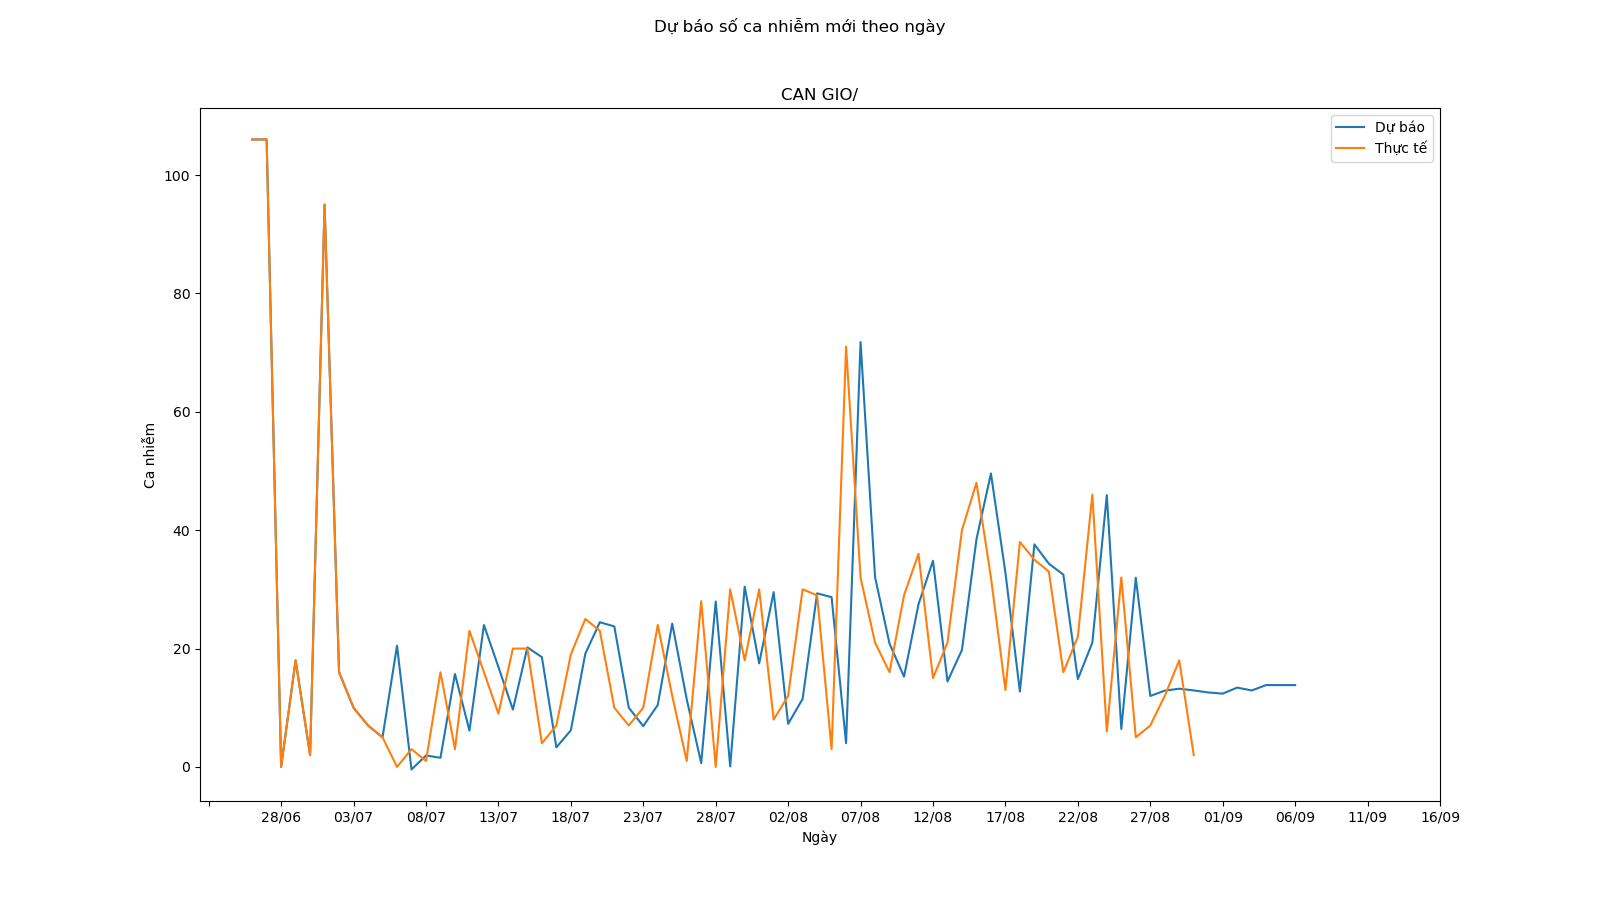 Dự báo số ca nhiễm mới theo ngày
CAN GIO/
Dự báo
Thực tế
100
80
60
40
20
0
Ca nhiễm
28/06 03/07 08/07 13/07 18/07 23/07 28/07 02/08 07/08 12/08 17/08 22/08 27/08 01/09 06/09 11/09 16/09
Ngày